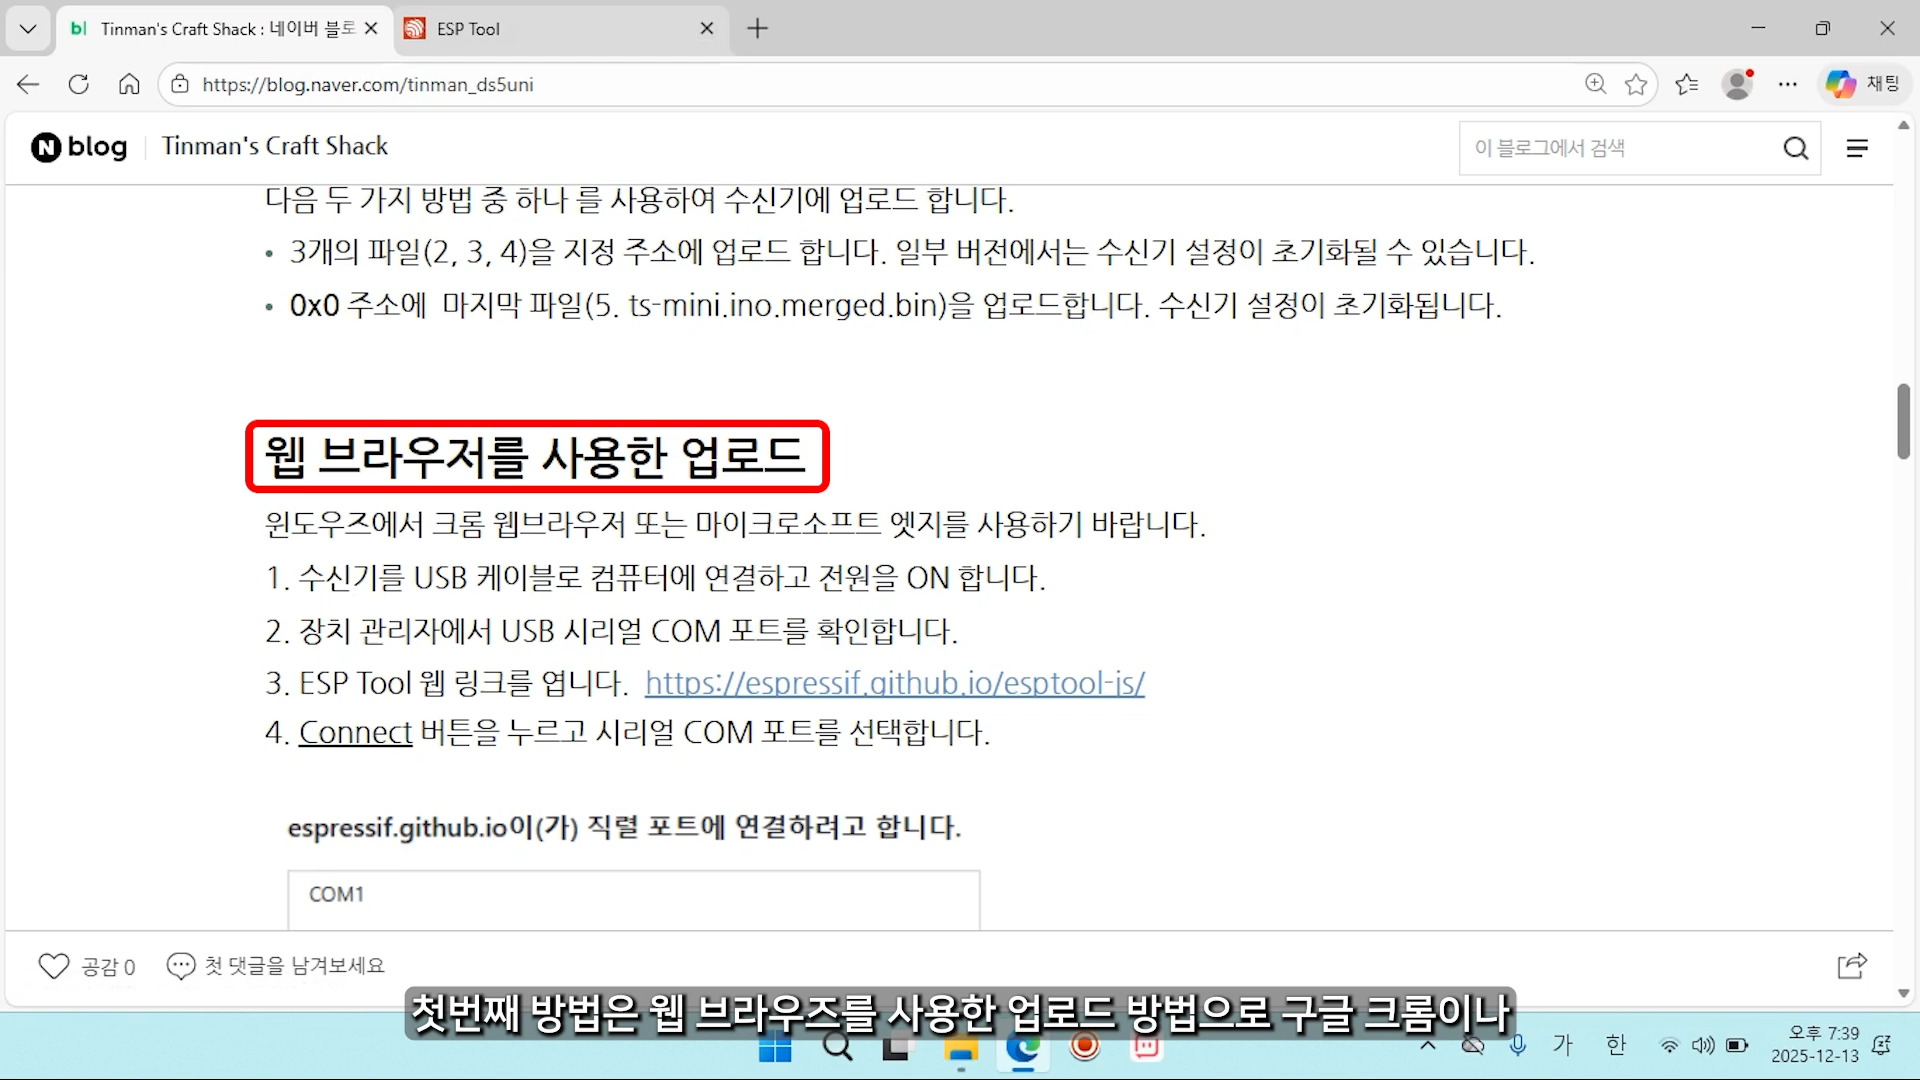 Tinman's Craft Shack : 네이버 블로
ESP Tool
https://blog.naver.com/tinman_ds5uni
채팅
N blog
Tinman's Craft Shack
이 블로그에서 검색
다음 두 가지 방법 중 하나 를 사용하여 수신기에 업로드 합니다.
• 3개의 파일(2, 3, 4)을 지정 주소에 업로드 합니다. 일부 버전에서는 수신기 설정이 초기화될 수 있습니다.
• 0x0 주소에 마지막 파일(5. ts-mini.ino.merged.bin)을 업로드합니다. 수신기 설정이 초기화됩니다.
웹 브라우저를 사용한 업로드
윈도우즈에서 크롬 웹브라우저 또는 마이크로소프트 엣지를 사용하기 바랍니다.
1. 수신기를 USB 케이블로 컴퓨터에 연결하고 전원을 ON 합니다.
2. 장치 관리자에서 USB 시리얼 COM 포트를 확인합니다.
3. ESP Tool 웹 링크를 엽니다. https://espressif.github.io/esptool-js/
4. Connect 버튼을 누르고 시리얼 COM 포트를 선택합니다.
espressif.github.io이(가) 직렬 포트에 연결하려고 합니다.
COM1
공감 0
첫 댓글을 남겨보세요
첫번째 방법은 웹 브라우즈를 사용한 업로드 방법으로 구글 크롬이나
가
한
오후 7:39
2025-12-13